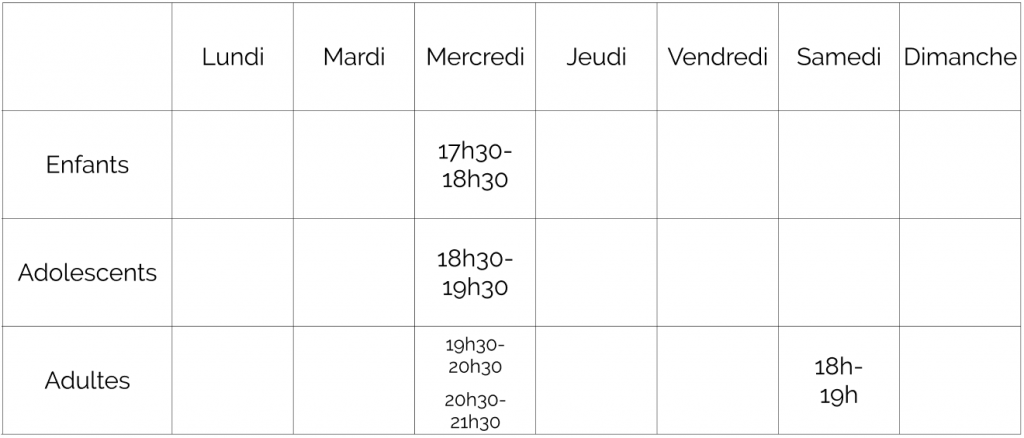 Lundi Mardi Mercredi Jeudi Vendredi Samedi Dimanche
Enfants
17h30-
18h30
Adolescents
18h30-
19h30
Adultes
19h30-
20h30
20h30-
21h30
18h-
19h